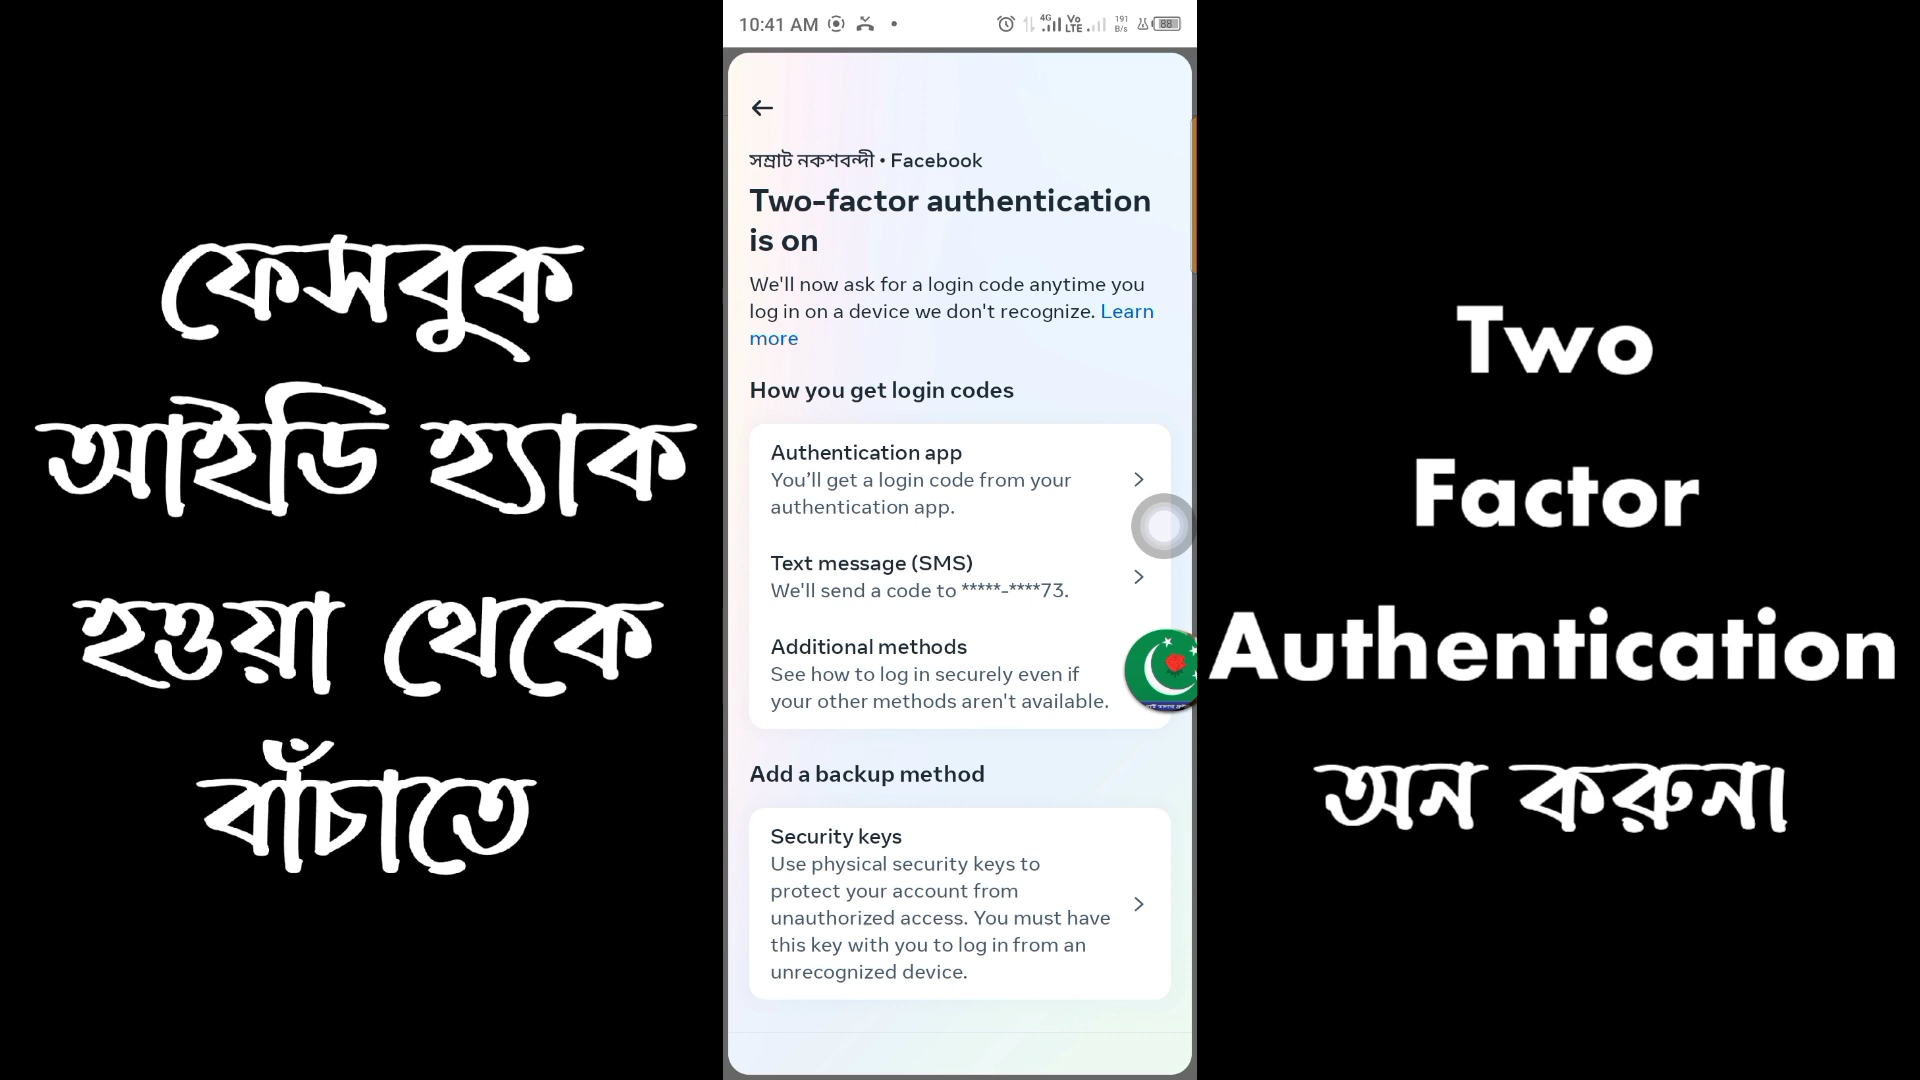 ফেসবুক
আইডি হ্যাক
হওয়া থেকে
বাঁচাতে
10:41 AM
4G
Vo
LTE
191
B/s
88
সম্রাট নকশবন্দী • Facebook
Two-factor authentication
is on
We'll now ask for a login code anytime you
log in on a device we don't recognize. Learn
more
How you get login codes
Authentication app
You’ll get a login code from your
authentication app.
Text message (SMS)
We'll send a code to *****-****73.
Additional methods
See how to log in securely even if
your other methods aren't available.
Add a backup method
Security keys
Use physical security keys to
protect your account from
unauthorized access. You must have
this key with you to log in from an
unrecognized device.
Two
Factor
Authentication
অন করুন।